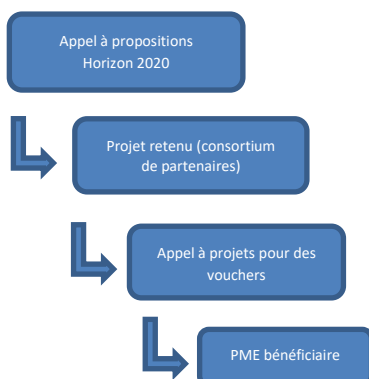 Appel à propositions
Horizon 2020
Projet retenu (consortium
de partenaires)
Appel à projets pour des
vouchers
PME bénéficiaire